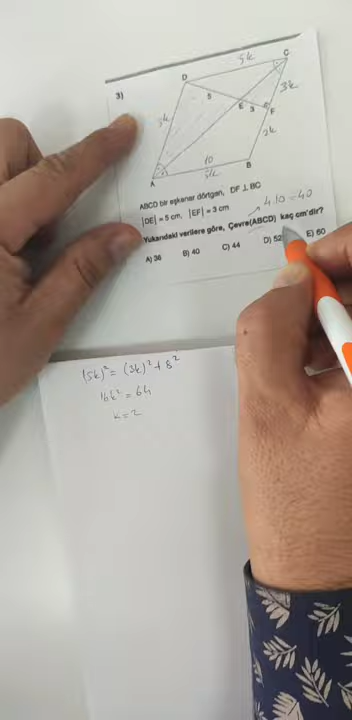 3)
D
5k
C
5
3k
5k
E
3
F
2k
10
A
5k
B
ABCD bir eşkenar dörtgen, DF ⊥ BC
|DE| = 5 cm, |EF| = 3 cm
4.10 = 40
Yukarıdaki verilere göre, Çevre(ABCD) kaç cm'dir?
A) 36 B) 40 C) 44 D) 52 E) 60
(5k)² = (3k)² + 8²
16k² = 64
k = 2